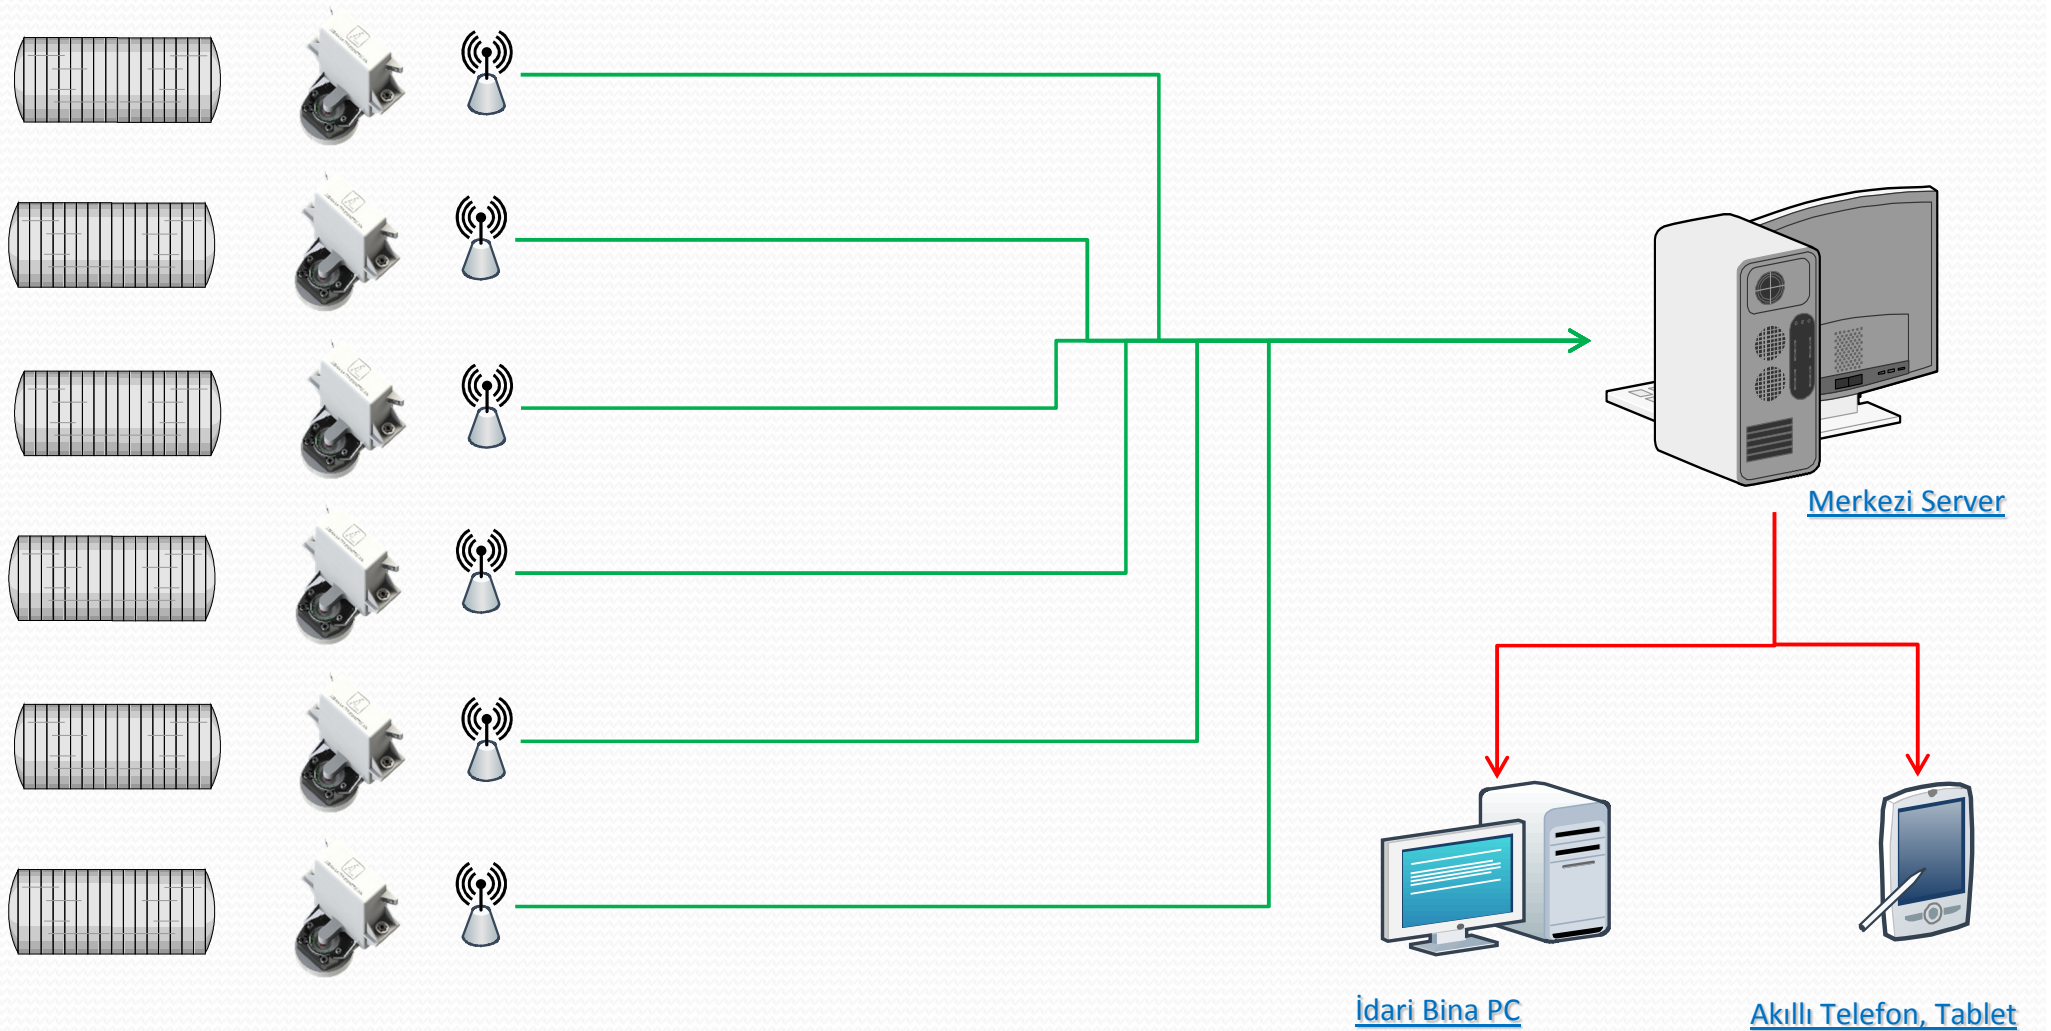 Merkezi Server
İdari Bina PC
Akıllı Telefon, Tablet